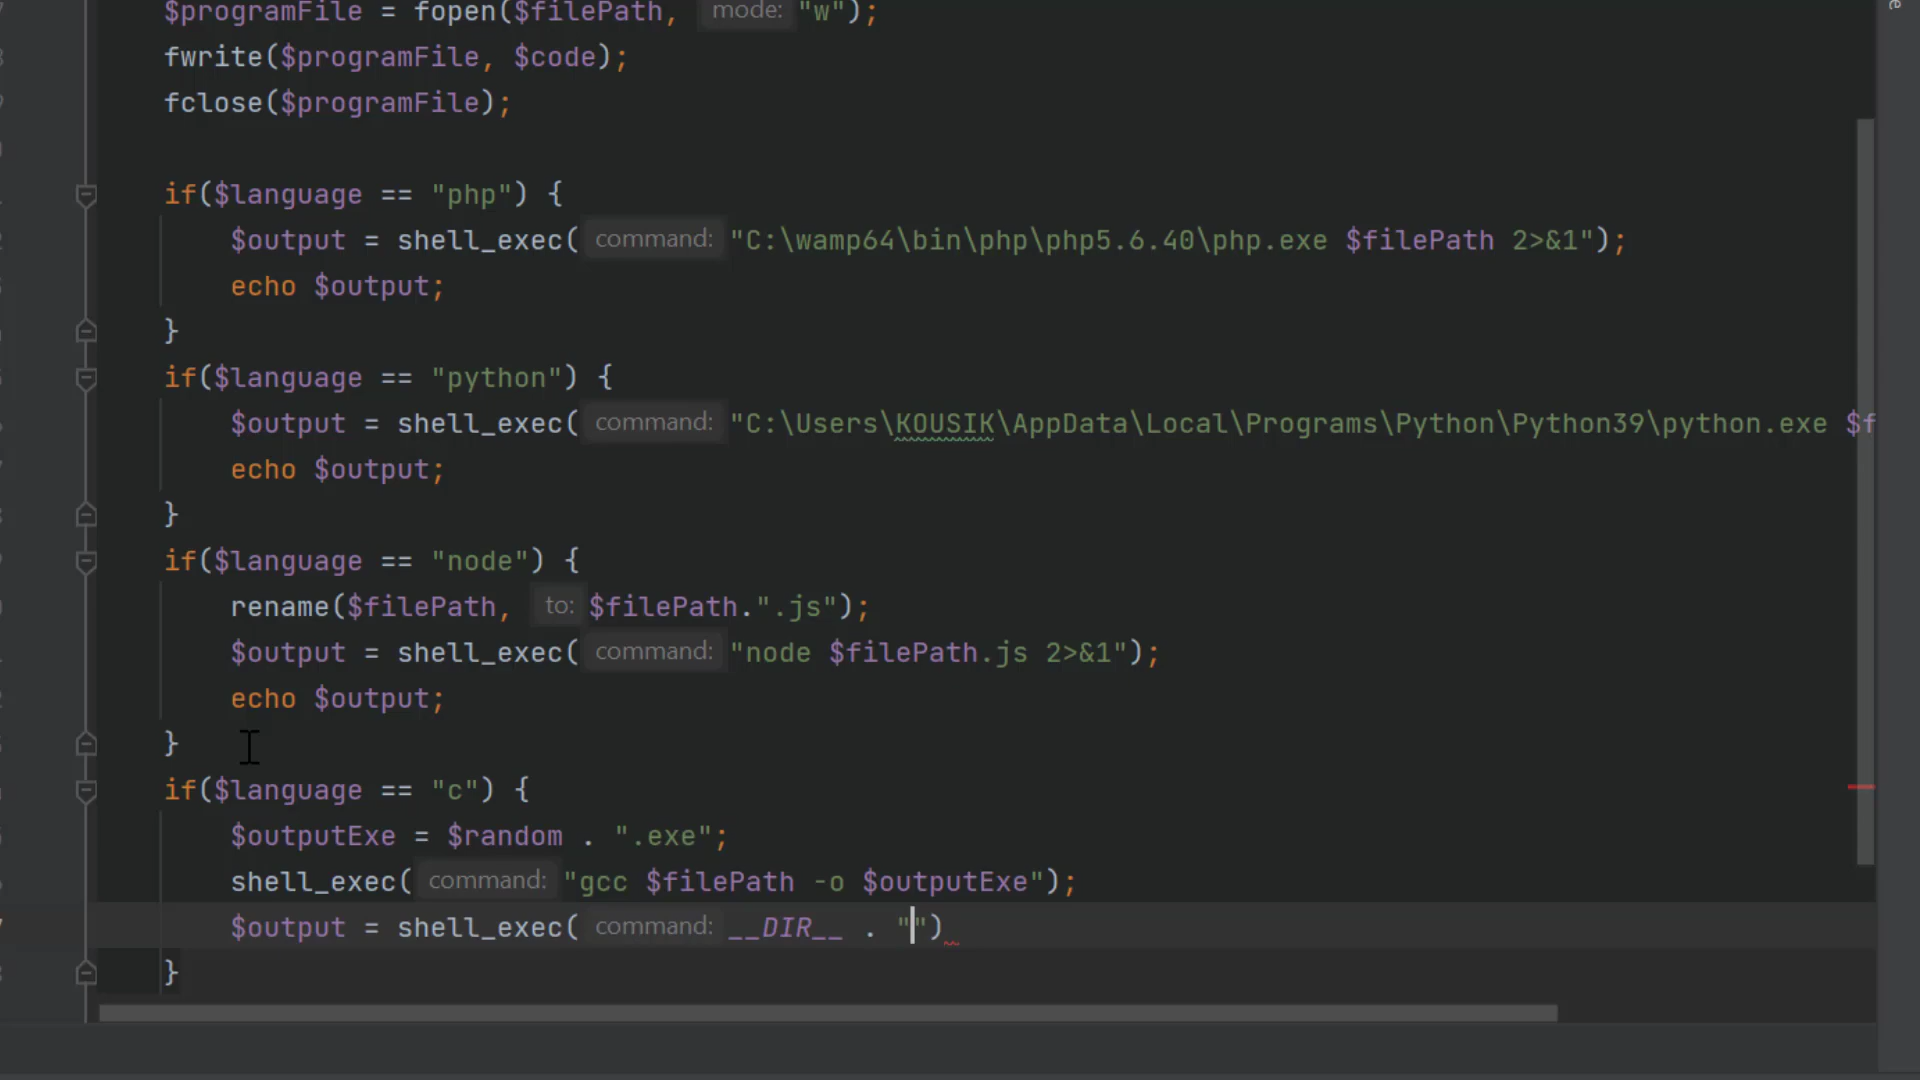 $programFile = fopen($filePath, mode: "w");
fwrite($programFile, $code);
fclose($programFile);
if($language == "php") {
$output = shell_exec( command: "C:\wamp64\bin\php\php5.6.40\php.exe $filePath 2>&1");
echo $output;
}
if($language == "python") {
$output = shell_exec( command: "C:\Users\KOUSIK\AppData\Local\Programs\Python\Python39\python.exe $f
echo $output;
}
if($language == "node") {
rename($filePath, to: $filePath.".js");
$output = shell_exec( command: "node $filePath.js 2>&1");
echo $output;
}
if($language == "c") {
$outputExe = $random . ".exe";
shell_exec( command: "gcc $filePath -o $outputExe");
$output = shell_exec( command: __DIR__ . "")
}